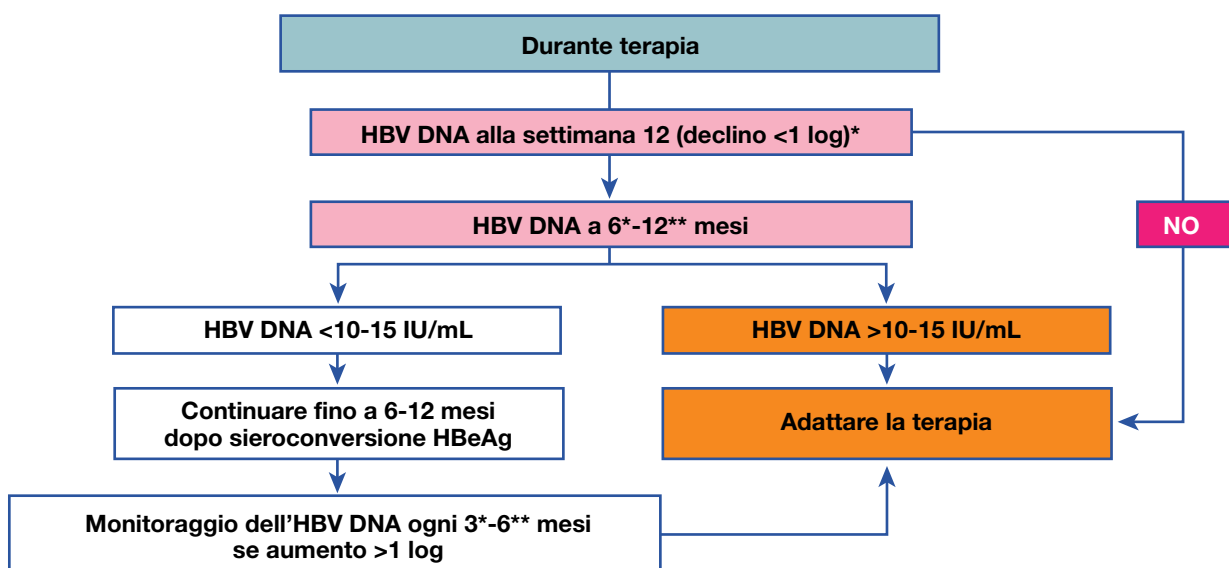 Durante terapia
HBV DNA alla settimana 12 (declino <1 log)*
HBV DNA a 6*-12** mesi
NO
HBV DNA <10-15 IU/mL
HBV DNA >10-15 IU/mL
Continuare fino a 6-12 mesi
dopo sieroconversione HBeAg
Adattare la terapia
Monitoraggio dell'HBV DNA ogni 3*-6** mesi
se aumento >1 log